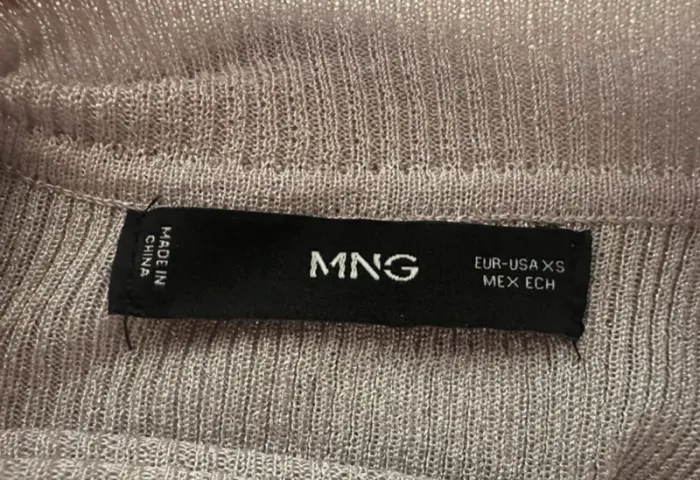 MADE IN
CHINA
MNG
EUR-USA XS
MEX ECH